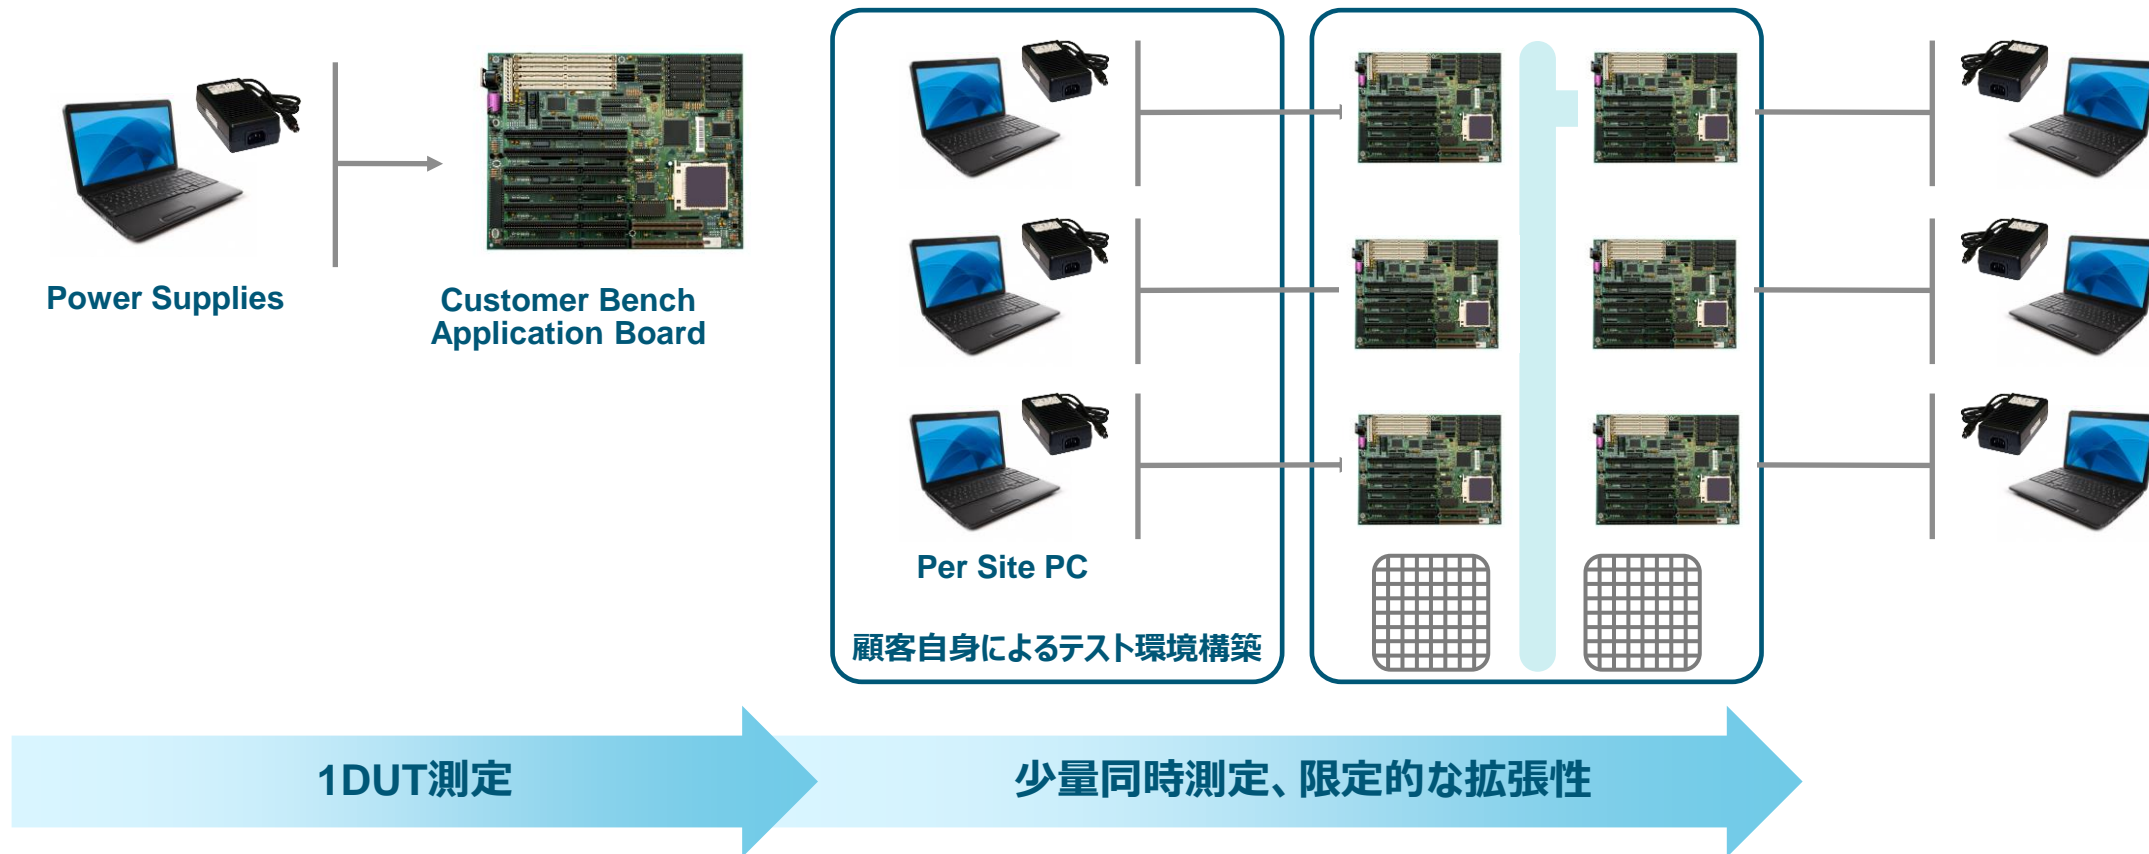 Power Supplies
Customer Bench
Application Board
Per Site PC
顧客自身によるテスト環境構築
1DUT測定
少量同時測定、限定的な拡張性